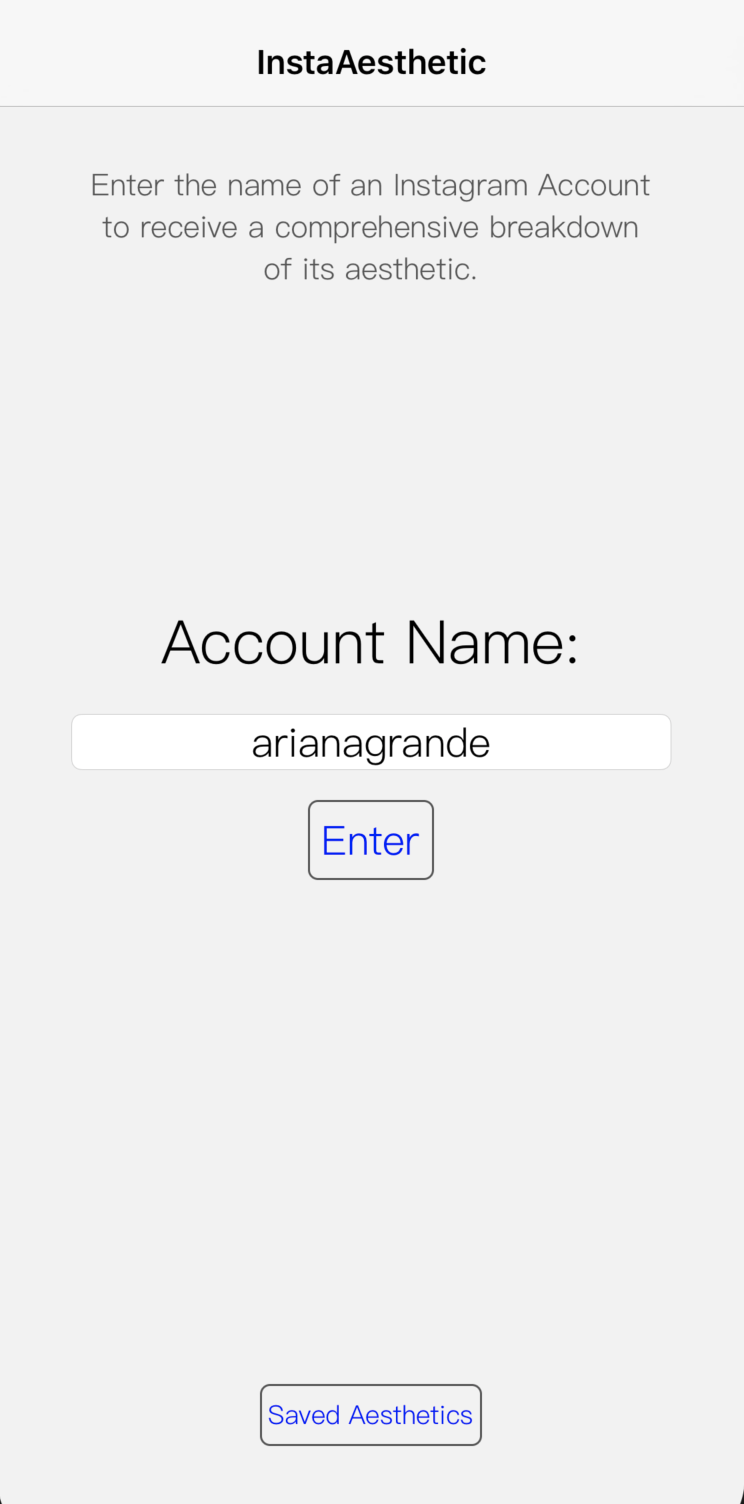 InstaAesthetic
Enter the name of an Instagram Account
to receive a comprehensive breakdown
of its aesthetic.
Account Name:
arianagrande
Enter
Saved Aesthetics